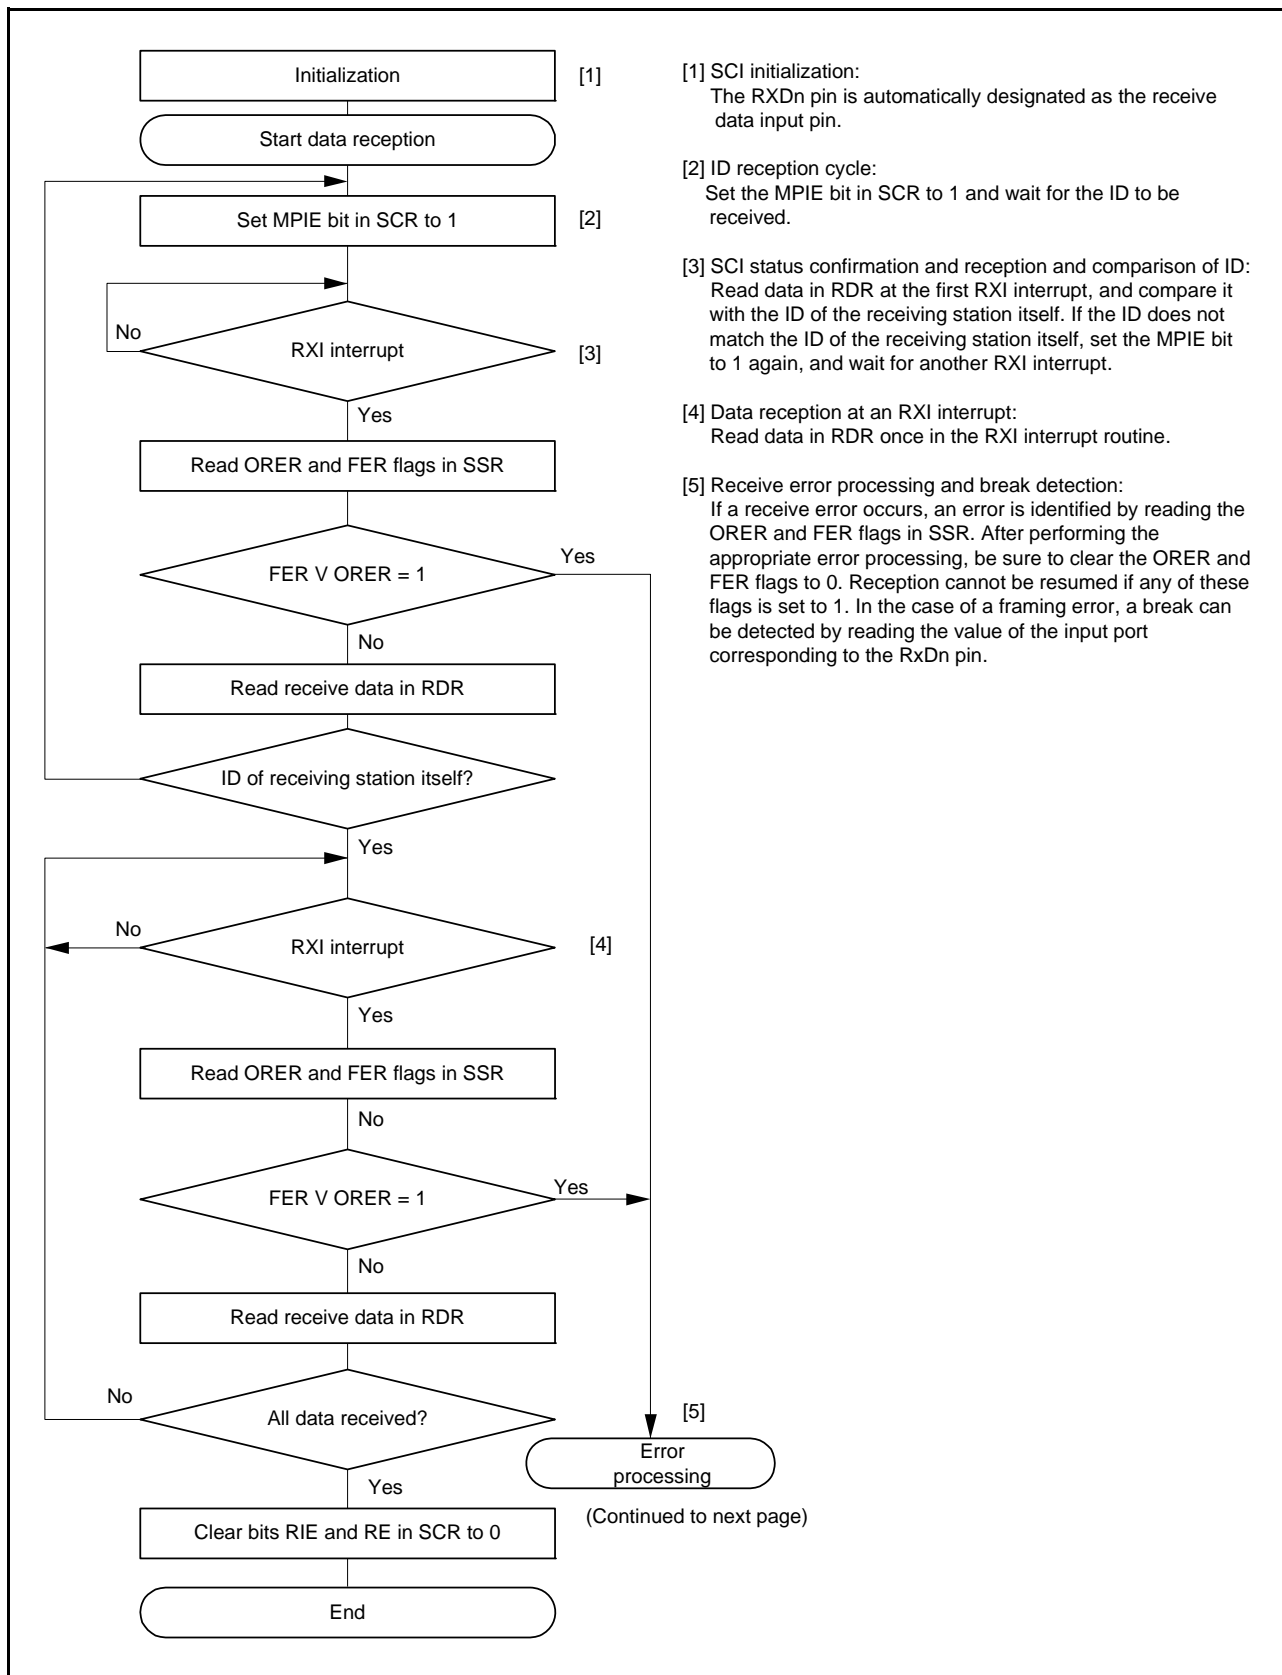 Initialization
[1]
Start data reception
Set MPIE bit in SCR to 1
[2]
No
RXI interrupt
[3]
Yes
Read ORER and FER flags in SSR
Yes
FER V ORER = 1
No
Read receive data in RDR
ID of receiving station itself?
Yes
No
RXI interrupt
[4]
Yes
Read ORER and FER flags in SSR
No
FER V ORER = 1
Yes
No
Read receive data in RDR
No
All data received?
[5]
Error
processing
Yes
(Continued to next page)
Clear bits RIE and RE in SCR to 0
End
[1] SCI initialization:
The RXDn pin is automatically designated as the receive
data input pin.
[2] ID reception cycle:
Set the MPIE bit in SCR to 1 and wait for the ID to be
received.
[3] SCI status confirmation and reception and comparison of ID:
Read data in RDR at the first RXI interrupt, and compare it
with the ID of the receiving station itself. If the ID does not
match the ID of the receiving station itself, set the MPIE bit
to 1 again, and wait for another RXI interrupt.
[4] Data reception at an RXI interrupt:
Read data in RDR once in the RXI interrupt routine.
[5] Receive error processing and break detection:
If a receive error occurs, an error is identified by reading the
ORER and FER flags in SSR. After performing the
appropriate error processing, be sure to clear the ORER and
FER flags to 0. Reception cannot be resumed if any of these
flags is set to 1. In the case of a framing error, a break can
be detected by reading the value of the input port
corresponding to the RxDn pin.